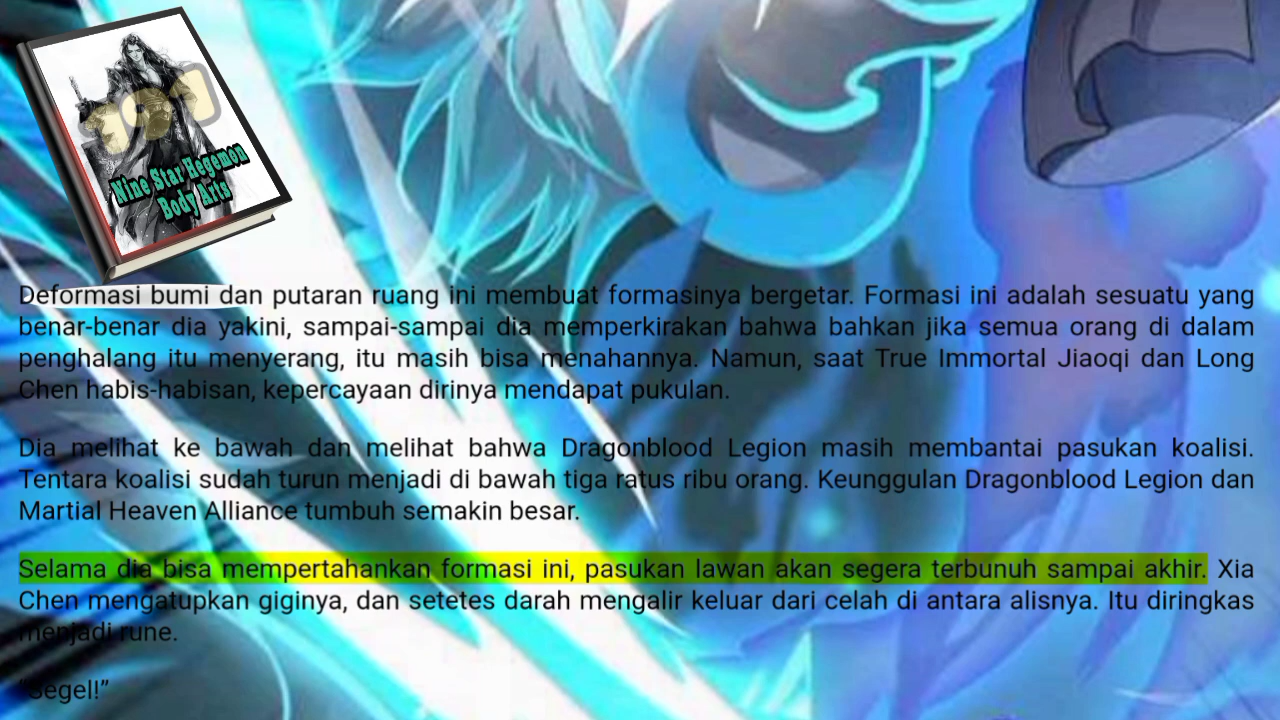 Nine Star Hegemon
Body Arts
Deformasi bumi dan putaran ruang ini membuat formasinya bergetar. Formasi ini adalah sesuatu yang
benar-benar dia yakini, sampai-sampai dia memperkirakan bahwa bahkan jika semua orang di dalam
penghalang itu menyerang, itu masih bisa menahannya. Namun, saat True Immortal Jiaoqi dan Long
Chen habis-habisan, kepercayaan dirinya mendapat pukulan.
Dia melihat ke bawah dan melihat bahwa Dragonblood Legion masih membantai pasukan koalisi.
Tentara koalisi sudah turun menjadi di bawah tiga ratus ribu orang. Keunggulan Dragonblood Legion dan
Martial Heaven Alliance tumbuh semakin besar.
Selama dia bisa mempertahankan formasi ini, pasukan lawan akan segera terbunuh sampai akhir. Xia
Chen mengatupkan giginya, dan setetes darah mengalir keluar dari celah di antara alisnya. Itu diringkas
menjadi rune.
“Segel!”